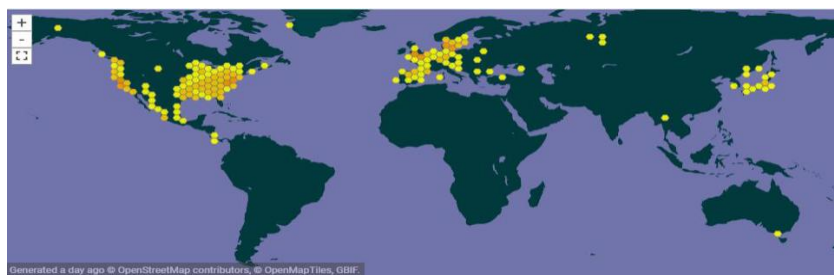 +
-
Generated a day ago © OpenStreetMap contributors, © OpenMapTiles, GBIF.